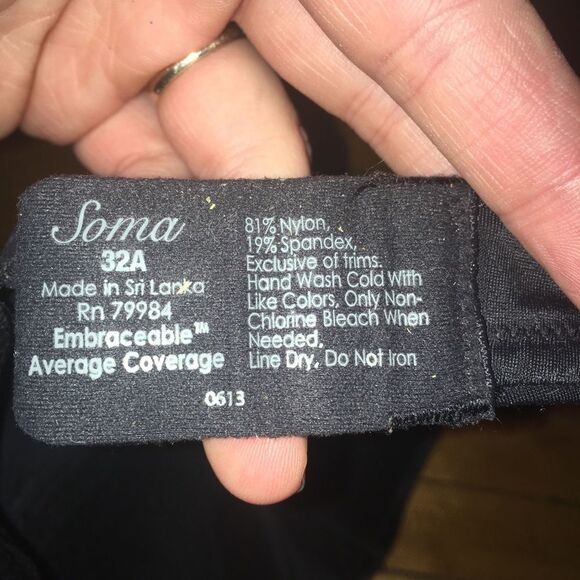 Soma
32A
Made in Sri Lanka
Rn 79984
Embraceable™
Average Coverage
81% Nylon,
19% Spandex,
Exclusive of trims.
Hand Wash Cold With
Like Colors, Only Non-
Chlorine Bleach When
Needed,
Line Dry, Do Not Iron
0613